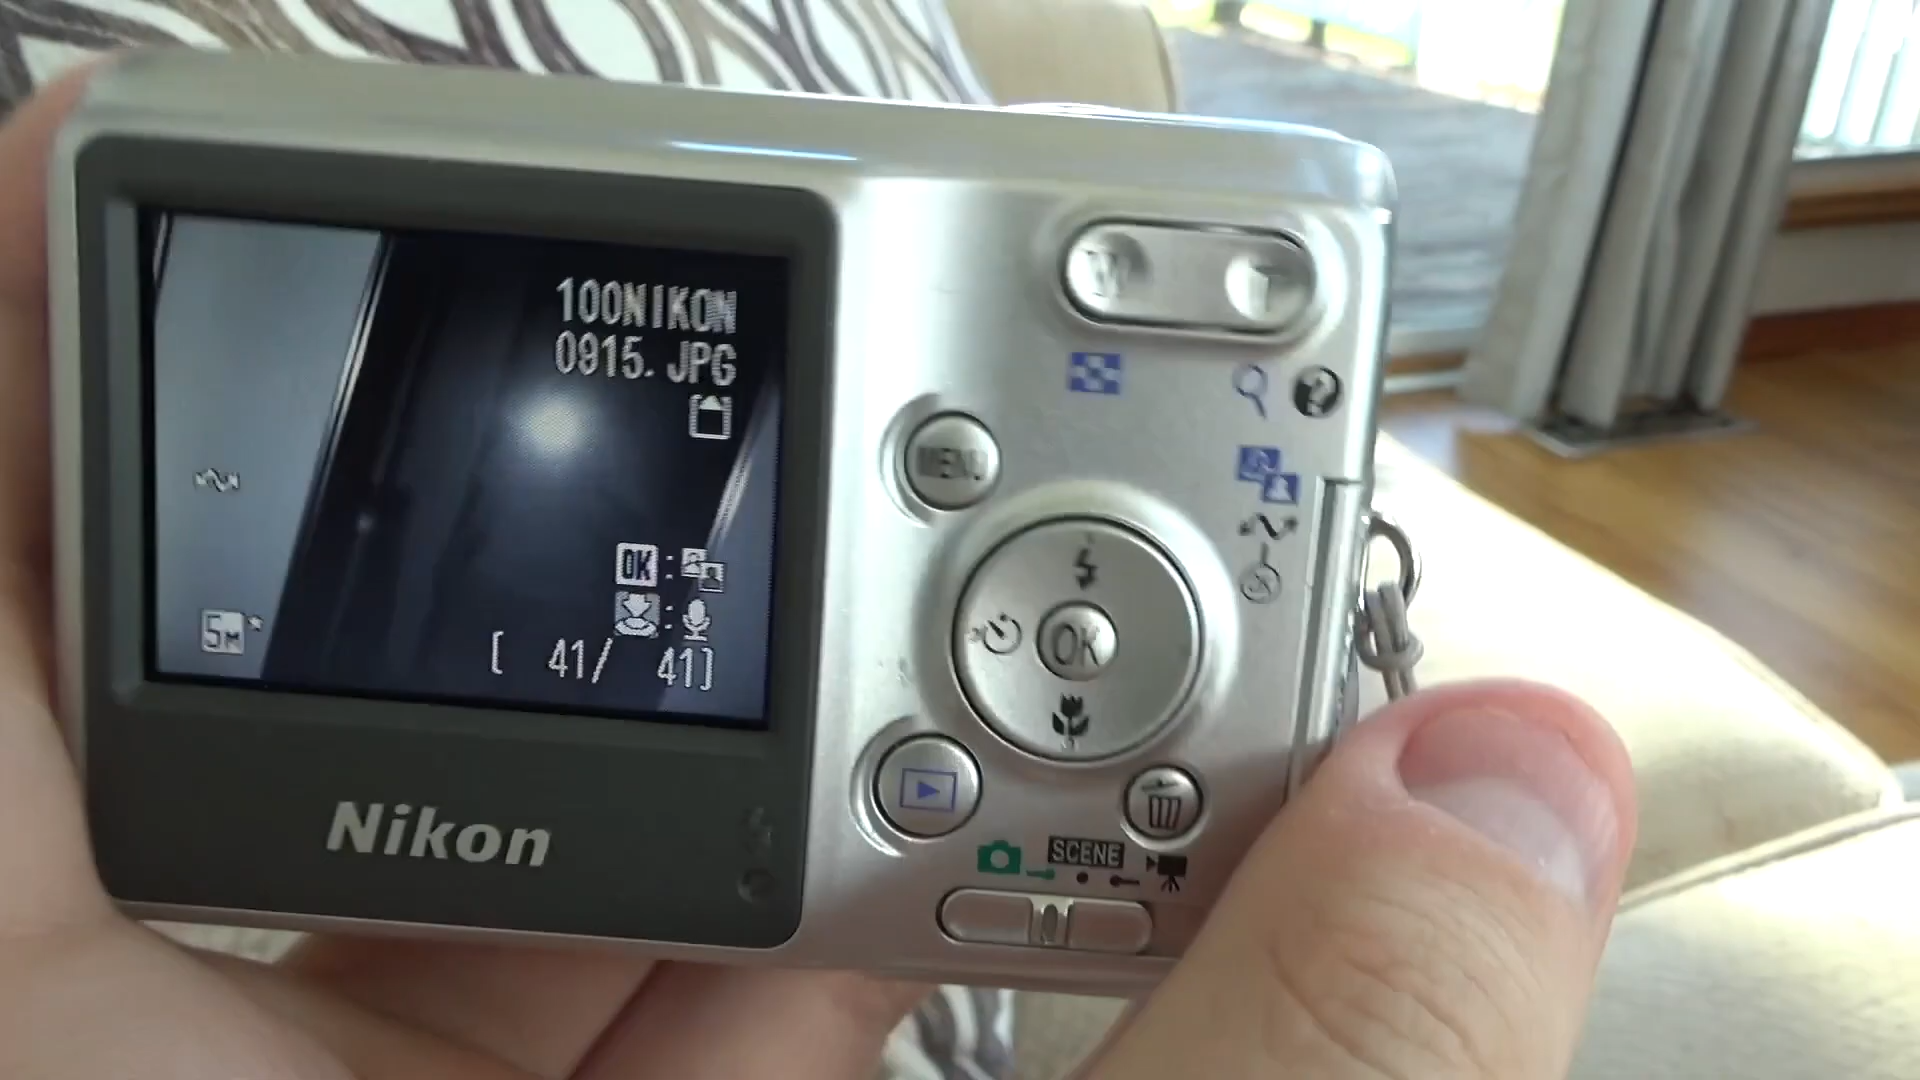 100NIKON
0915.JPG
OK :
:
5M★
[ 41/ 41]
Nikon
W T
?
MENU
OK
SCENE